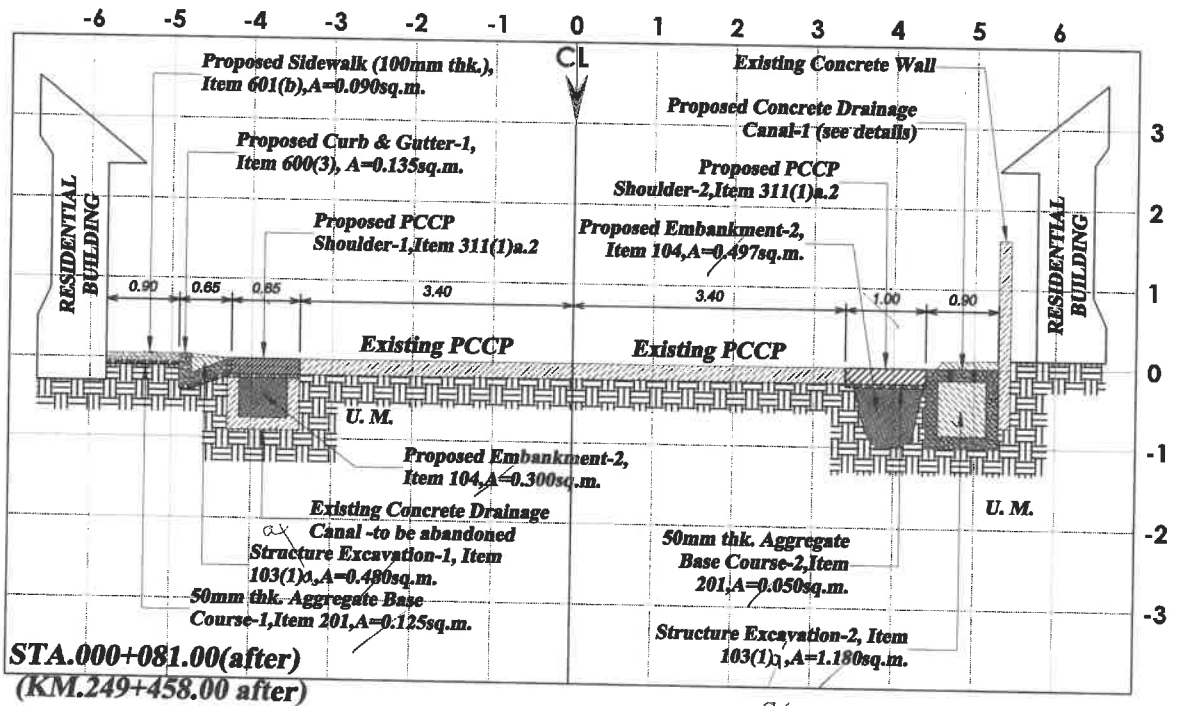 -6 -5 -4 -3 -2 -1 0 1 2 3 4 5 6
CL
Proposed Sidewalk (100mm thk.),
Item 601(b),A=0.090sq.m.
Proposed Curb & Gutter-1,
Item 600(3), A=0.135sq.m.
Proposed PCCP
Shoulder-1,Item 311(1)a.2
Existing Concrete Wall
Proposed Concrete Drainage
Canal-1 (see details)
Proposed PCCP
Shoulder-2,Item 311(1)a.2
Proposed Embankment-2,
Item 104,A=0.497sq.m.
RESIDENTIAL
BUILDING
RESIDENTIAL
BUILDING
3
2
1
0
-1
-2
-3
0.90 0.65 0.85 3.40 3.40 1.00 0.90
Existing PCCP
Existing PCCP
U. M.
Proposed Embankment-2,
Item 104,A=0.300sq.m.
Existing Concrete Drainage
Canal -to be abandoned
Structure Excavation-1, Item
103(1) ,A=0.480sq.m.
50mm thk. Aggregate Base
Course-1,Item 201,A=0.125sq.m.
U. M.
50mm thk. Aggregate
Base Course-2,Item
201,A=0.050sq.m.
Structure Excavation-2, Item
103(1) ,A=1.180sq.m.
STA.000+081.00(after)
(KM.249+458.00 after)